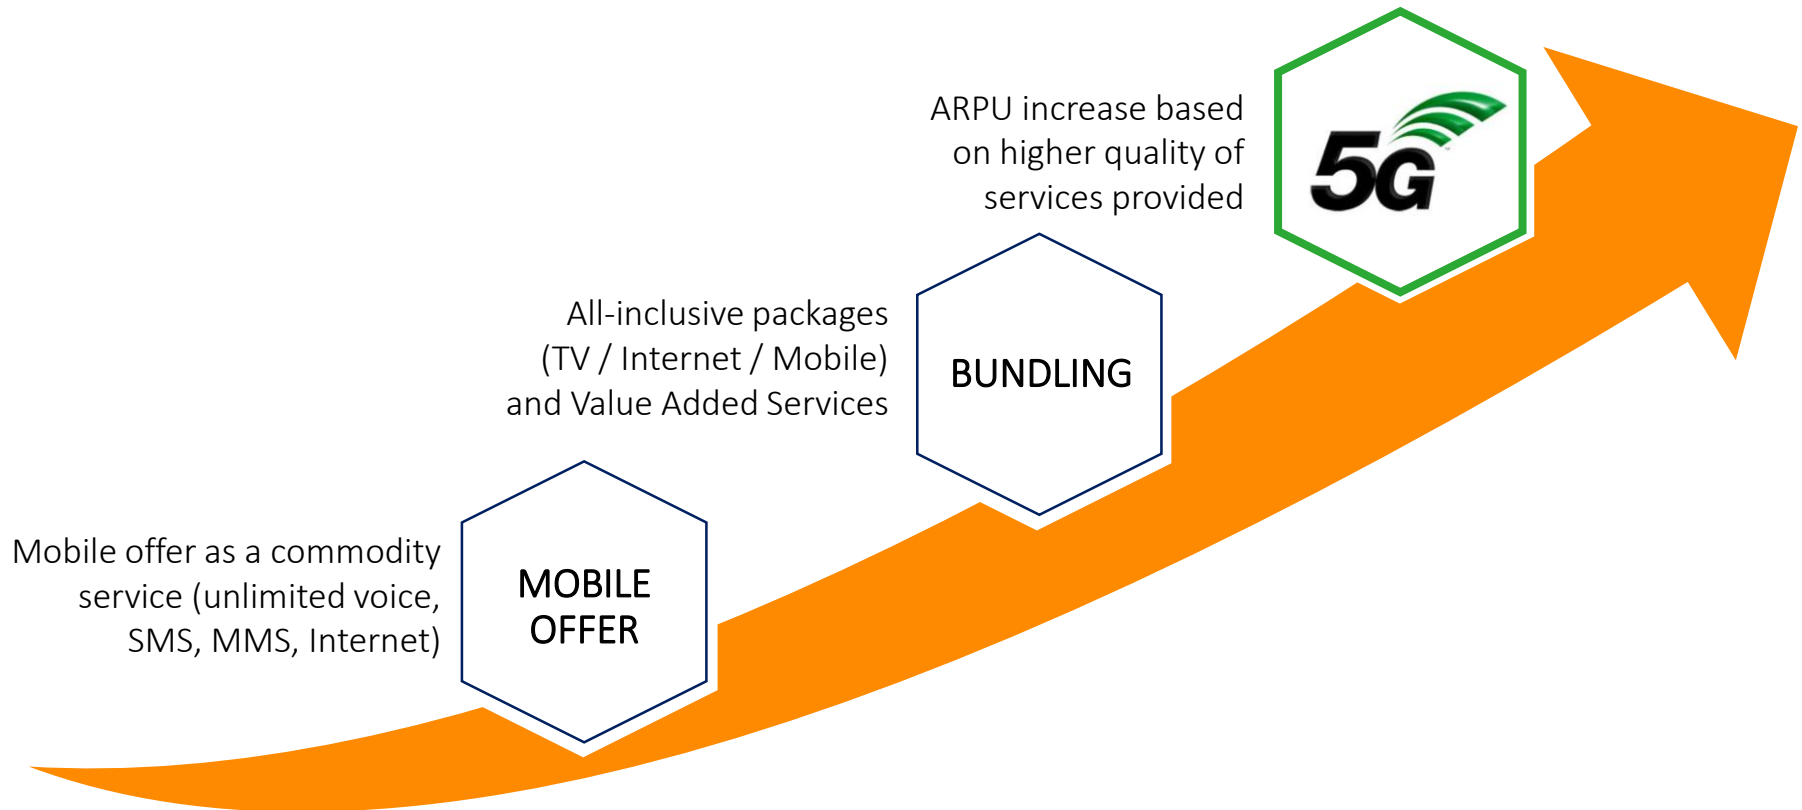 ARPU increase based
on higher quality of
services provided
5G
All-inclusive packages
(TV / Internet / Mobile)
and Value Added Services
BUNDLING
Mobile offer as a commodity
service (unlimited voice,
SMS, MMS, Internet)
MOBILE
OFFER